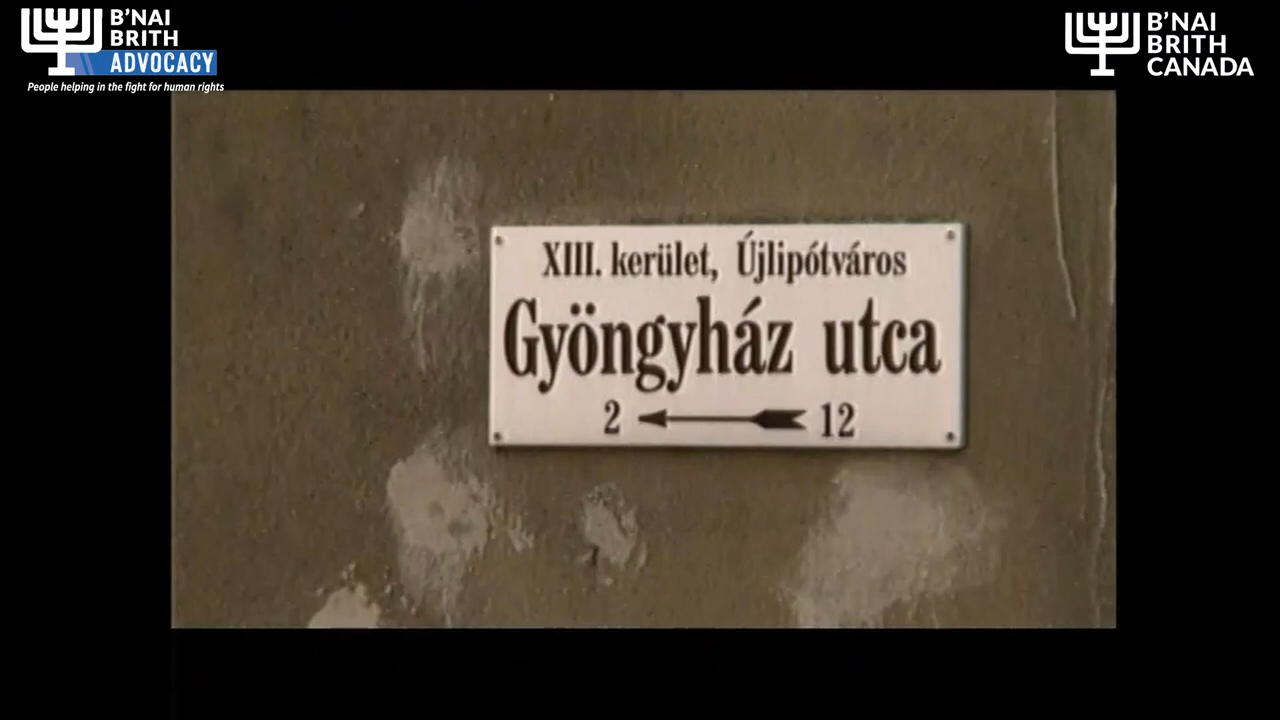 B'NAI
BRITH
ADVOCACY
People helping in the fight for human rights
B'NAI
BRITH
CANADA
XIII. kerület, Újlipótváros
Gyöngyház utca
2 12